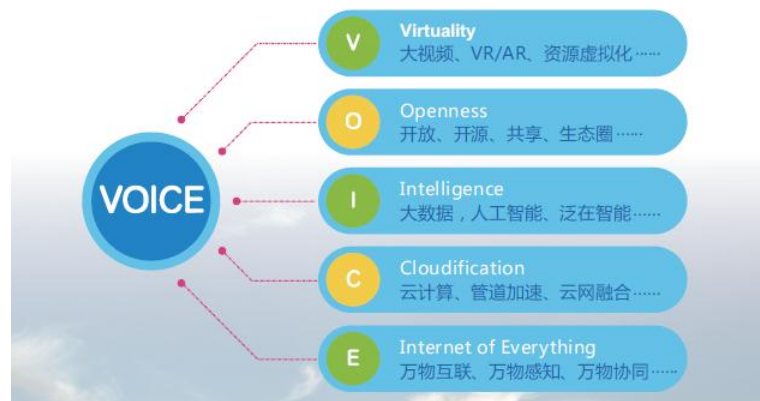 VOICE
V
Virtuality
大视频、VR/AR、资源虚拟化……
O
Openness
开放、开源、共享、生态圈……
I
Intelligence
大数据，人工智能、泛在智能……
C
Cloudification
云计算、管道加速、云网融合……
E
Internet of Everything
万物互联、万物感知、万物协同……